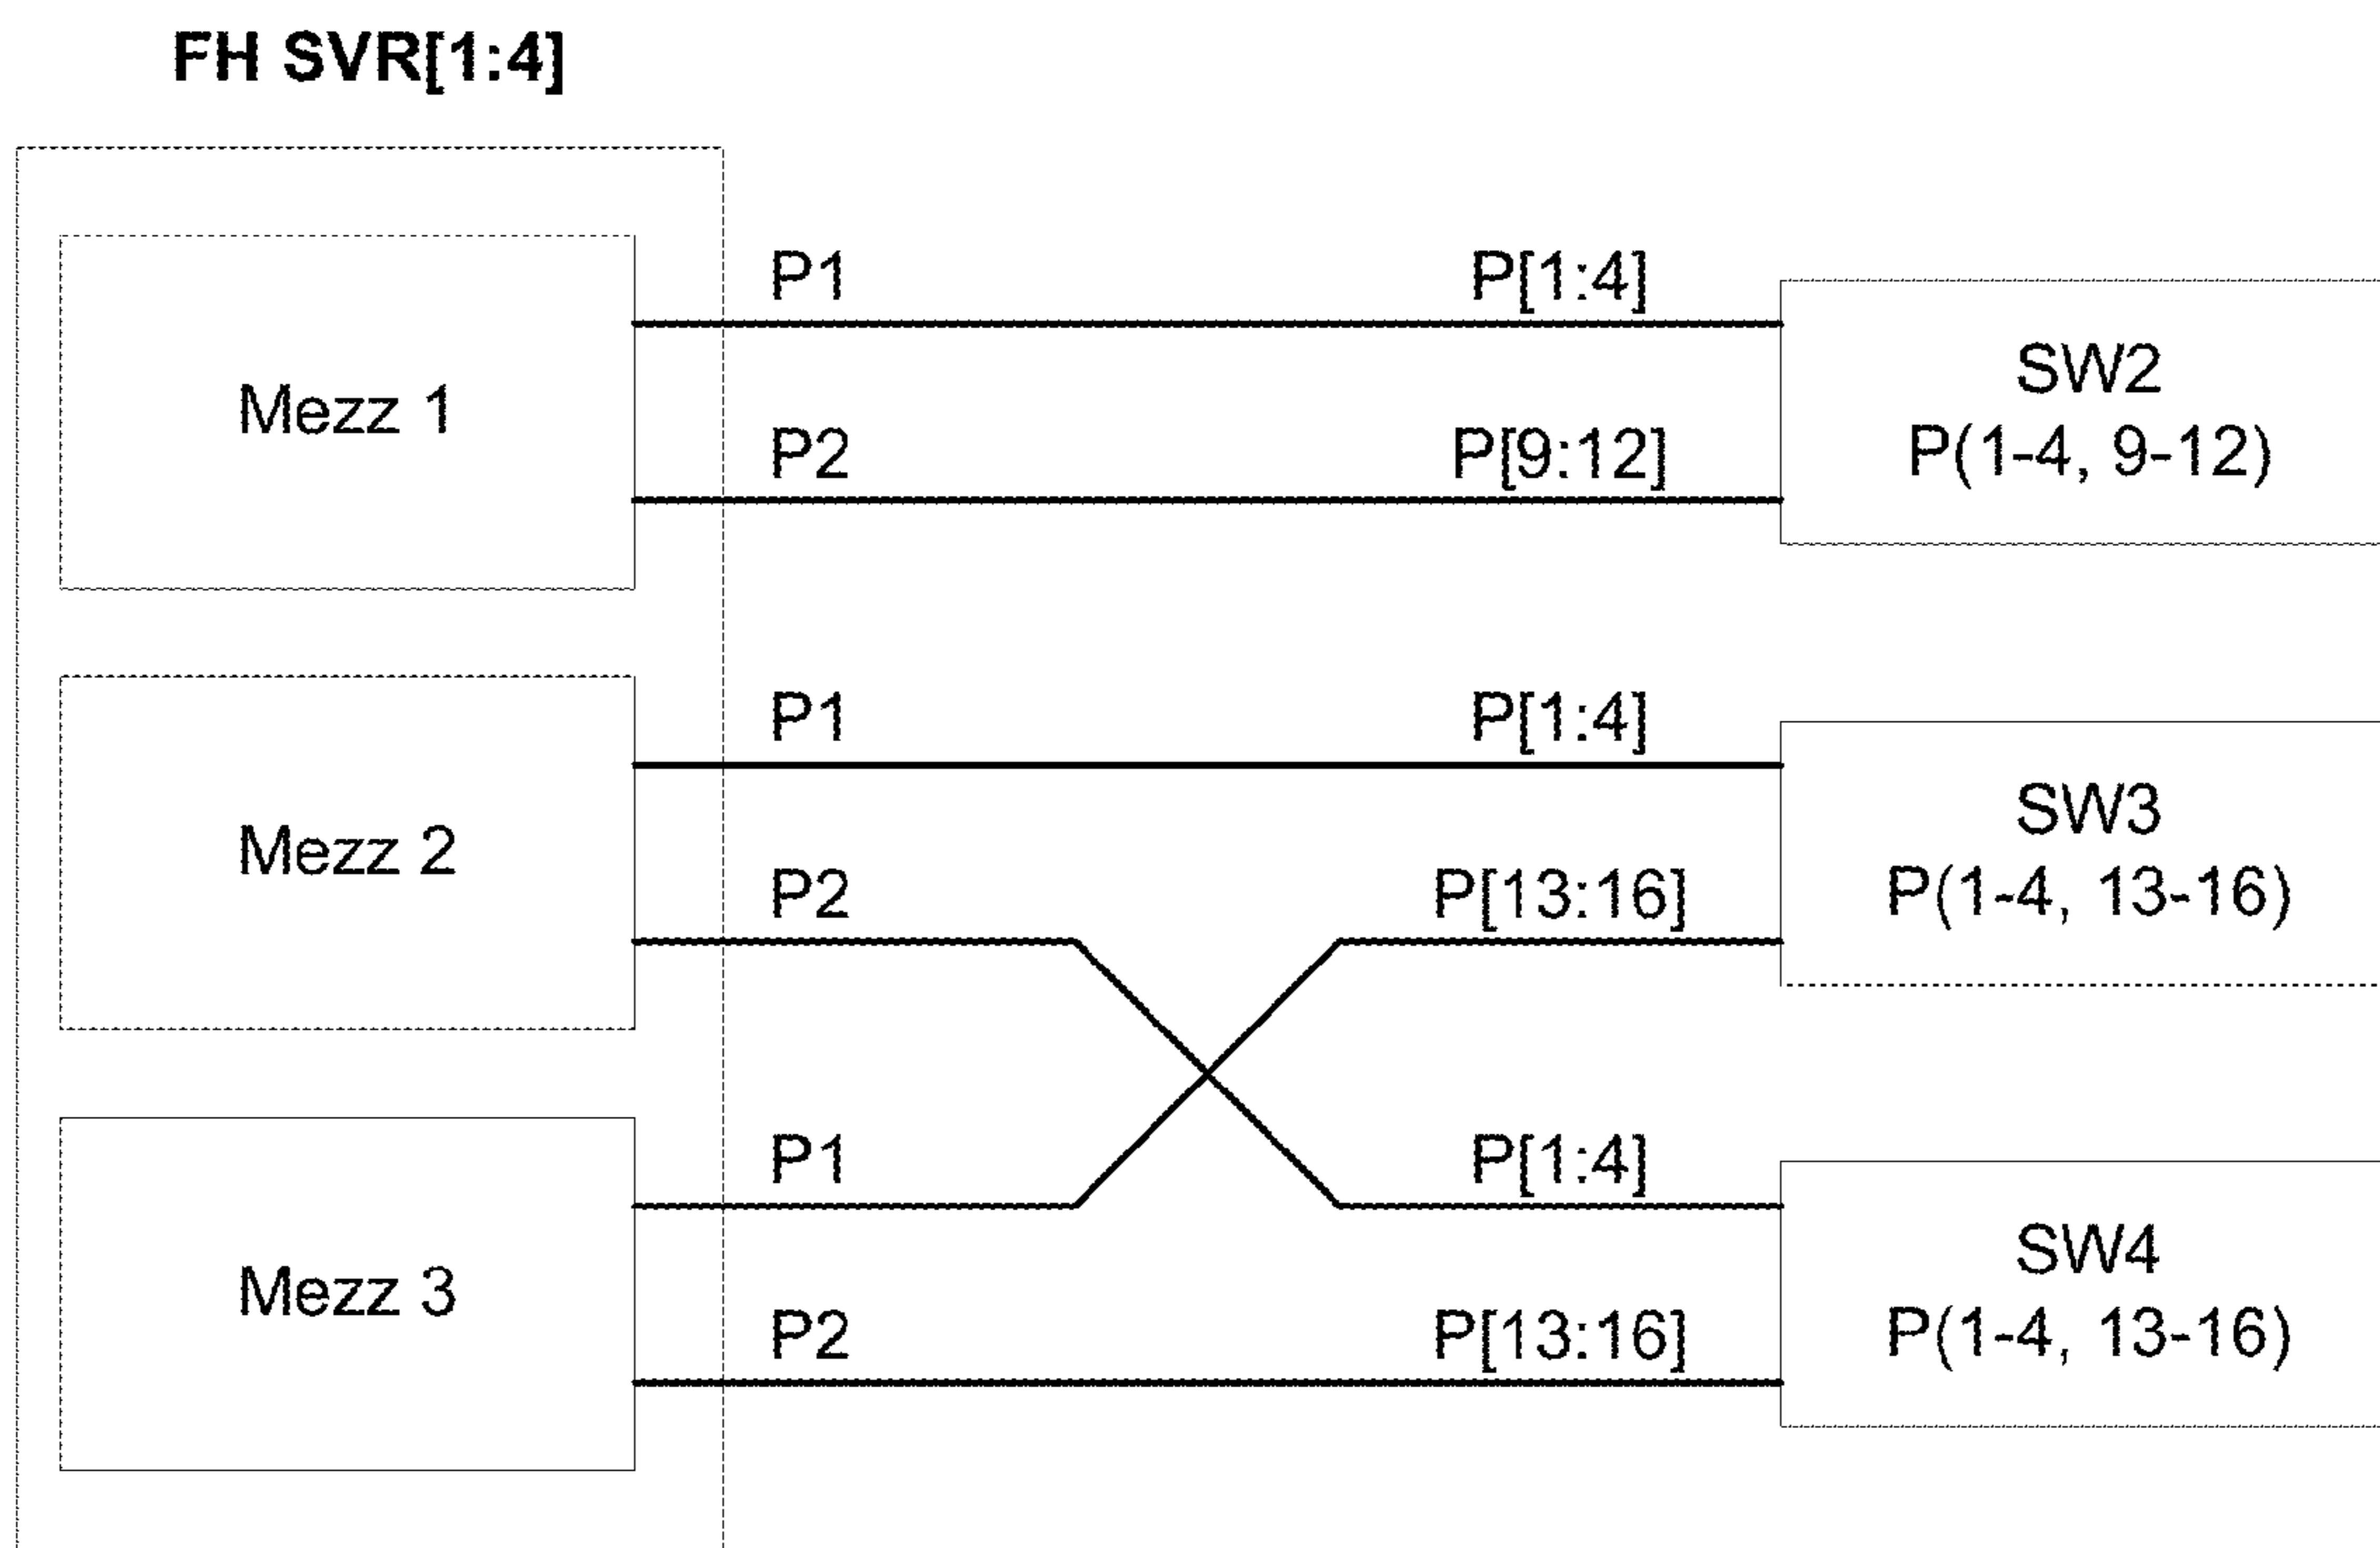 FH SVR[1:4]
Mezz 1
P1
P[1:4]
P2
P[9:12]
SW2
P(1-4, 9-12)
Mezz 2
P1
P[1:4]
P2
P[13:16]
SW3
P(1-4, 13-16)
Mezz 3
P1
P[1:4]
P2
P[13:16]
SW4
P(1-4, 13-16)